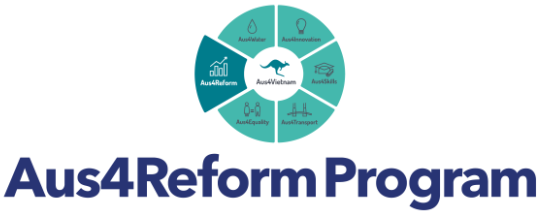 Aus4Water
Aus4Innovation
Aus4Reform
Aus4Vietnam
Aus4Skills
Aus4Equality
Aus4Transport
Aus4Reform Program